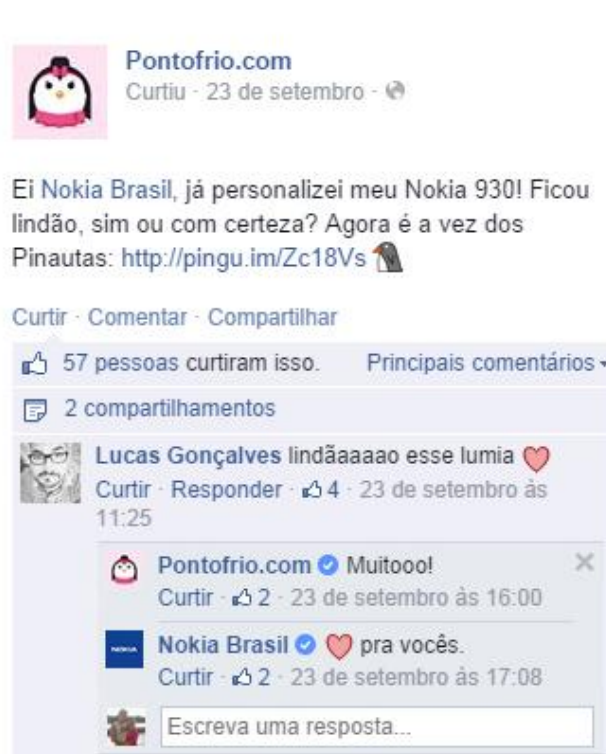 Pontofrio.com
Curtiu · 23 de setembro ·
Ei Nokia Brasil, já personalizei meu Nokia 930! Ficou
lindão, sim ou com certeza? Agora é a vez dos
Pinautas: http://pingu.im/Zc18Vs
Curtir · Comentar · Compartilhar
57 pessoas curtiram isso. Principais comentários
2 compartilhamentos
Lucas Gonçalves lindãaaaao esse lumia
Curtir · Responder · 4 · 23 de setembro às
11:25
Pontofrio.com Muitooo!
Curtir · 2 · 23 de setembro às 16:00
NOKIA
Nokia Brasil pra vocês.
Curtir · 2 · 23 de setembro às 17:08
Escreva uma resposta...